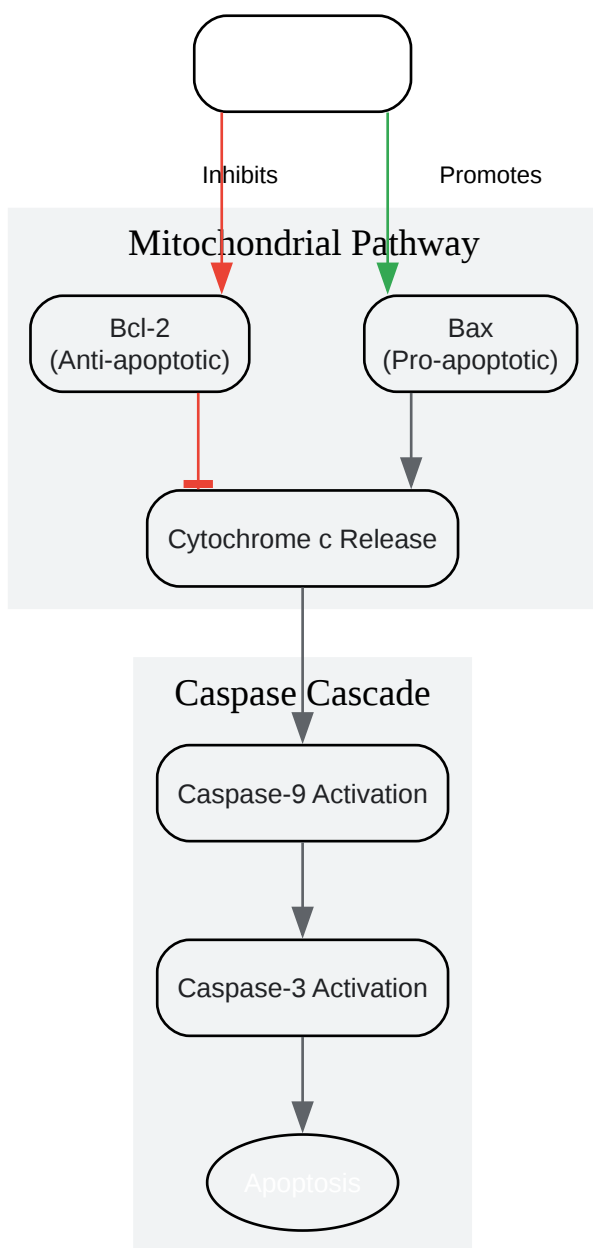 Inhibits
Promotes
Mitochondrial Pathway
Bcl-2
(Anti-apoptotic)
Bax
(Pro-apoptotic)
Cytochrome c Release
Caspase Cascade
Caspase-9 Activation
Caspase-3 Activation
Apoptosis